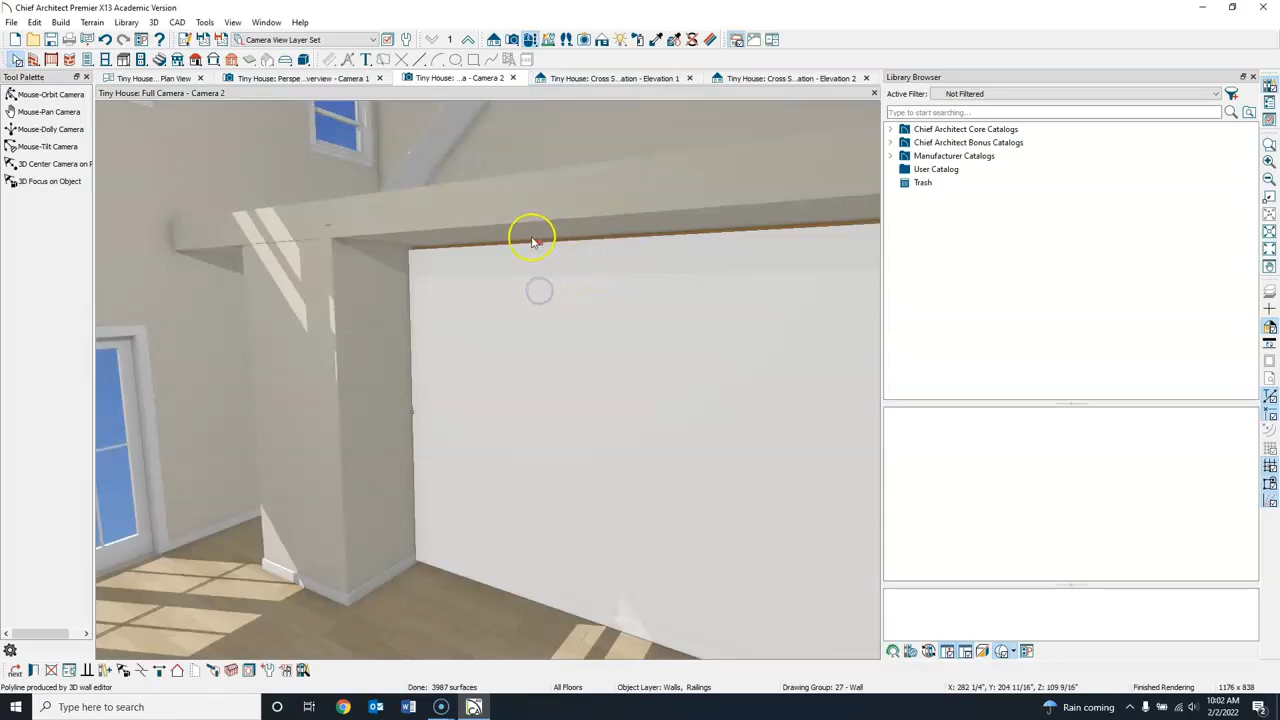 Chief Architect Premier X13 Academic Version
File Edit Build Terrain Library 3D CAD Tools View Window Help
Camera View Layer Set
1
Tool Palette
Tiny House... Plan View
Tiny House: Perspe...verview - Camera 1
Tiny House: ...a - Camera 2
Tiny House: Cross S...ation - Elevation 1
Tiny House: Cross S...ation - Elevation 2
Library Browser
Tiny House: Full Camera - Camera 2
Active Filter: Not Filtered
Mouse-Orbit Camera
Mouse-Pan Camera
Mouse-Dolly Camera
Mouse-Tilt Camera
3D Center Camera on P
3D Focus on Object
Type to start searching...
Chief Architect Core Catalogs
Chief Architect Bonus Catalogs
Manufacturer Catalogs
User Catalog
Trash
next
Polyline produced by 3D wall editor
Done: 3987 surfaces
All Floors
Object Layer: Walls, Railings
Drawing Group: 27 - Wall
X: 282 1/4", Y: 204 11/16", Z: 109 9/16"
Finished Rendering
1176 x 838
Type here to search
Rain coming
10:02 AM
2/2/2022